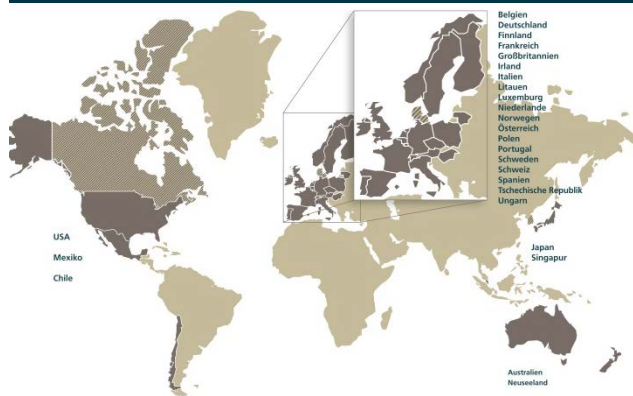 Belgien
Deutschland
Finnland
Frankreich
Großbritannien
Irland
Italien
Litauen
Luxemburg
Niederlande
Norwegen
Österreich
Polen
Portugal
Schweden
Schweiz
Spanien
Tschechische Republik
Ungarn
USA
Mexiko
Chile
Japan
Singapur
Australien
Neuseeland